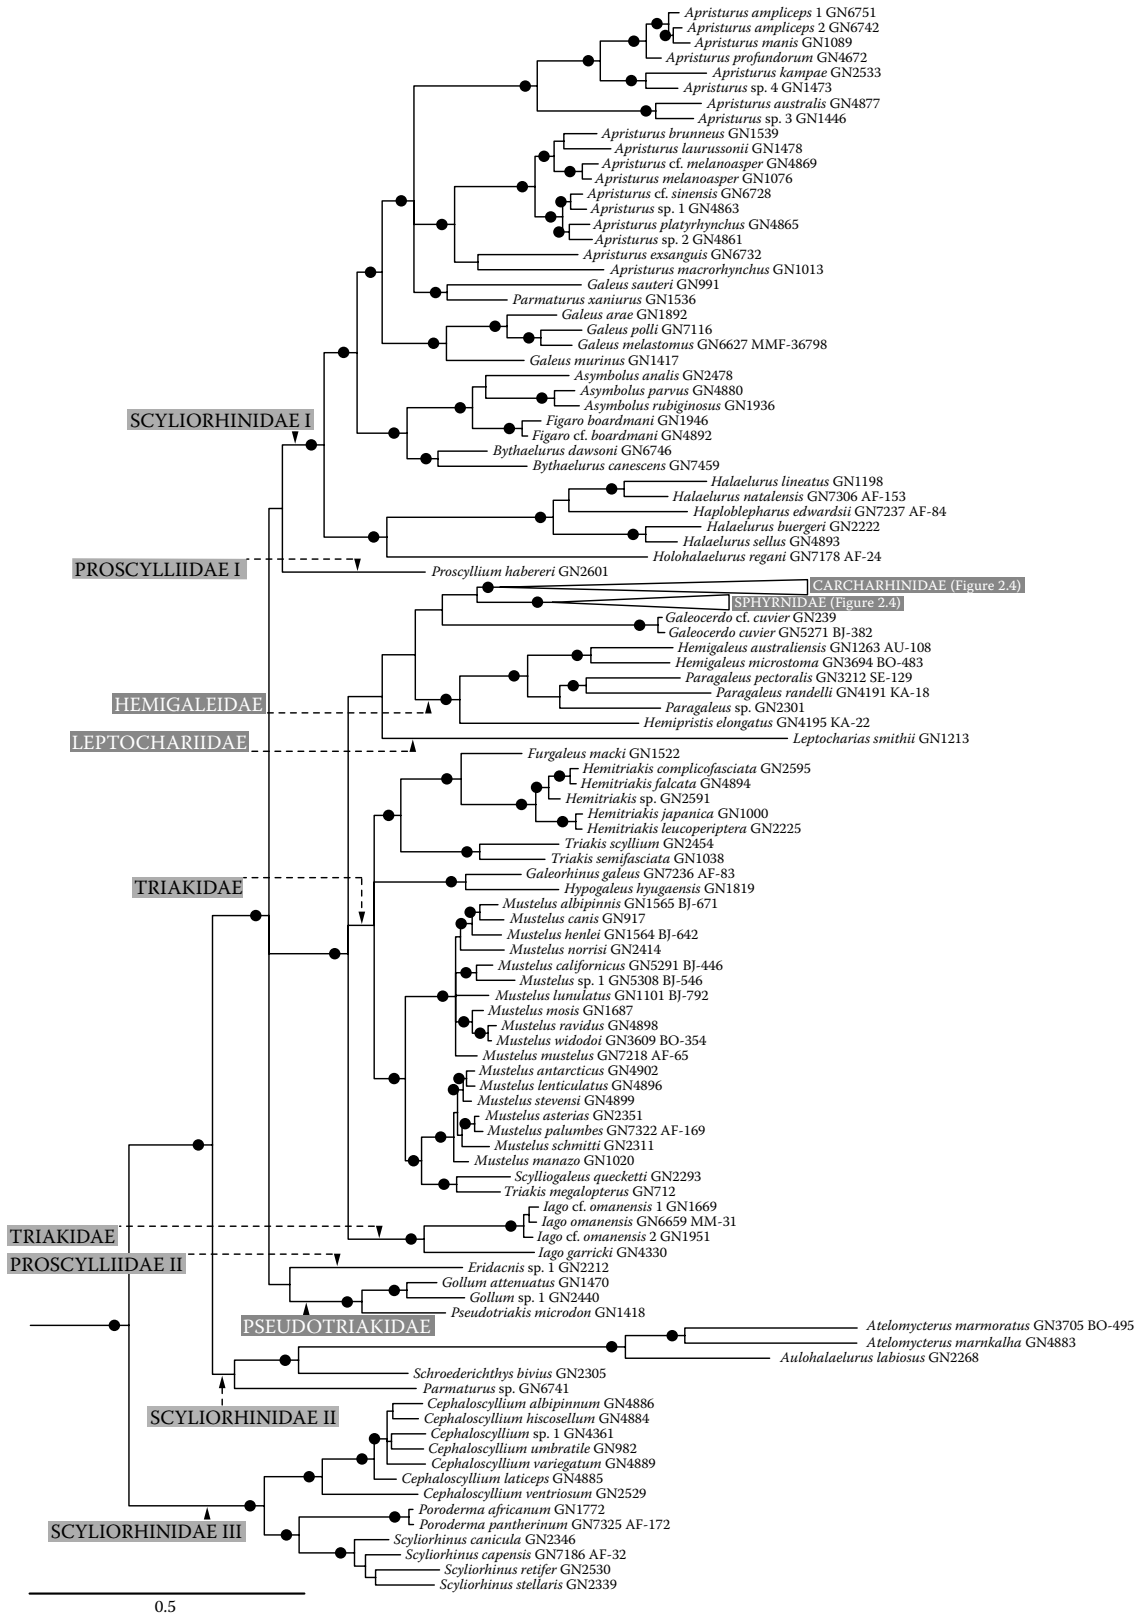 Apristurus ampliceps 1 GN6751
Apristurus ampliceps 2 GN6742
Apristurus manis GN1089
Apristurus profundorum GN4672
Apristurus kampae GN2533
Apristurus sp. 4 GN1473
Apristurus australis GN4877
Apristurus sp. 3 GN1446
Apristurus brunneus GN1539
Apristurus laurussonii GN1478
Apristurus cf. melanoasper GN4869
Apristurus melanoasper GN1076
Apristurus cf. sinensis GN6728
Apristurus sp. 1 GN4863
Apristurus platyrhynchus GN4865
Apristurus sp. 2 GN4861
Apristurus exsanguis GN6732
Apristurus macrorhynchus GN1013
Galeus sauteri GN991
Parmaturus xaniurus GN1536
Galeus arae GN1892
Galeus polli GN7116
Galeus melastomus GN6627 MMF-36798
Galeus murinus GN1417
Asymbolus analis GN2478
Asymbolus parvus GN4880
Asymbolus rubiginosus GN1936
SCYLIORHINIDAE I
Figaro boardmani GN1946
Figaro cf. boardmani GN4892
Bythaelurus dawsoni GN6746
Bythaelurus canescens GN7459
Halaelurus lineatus GN1198
Halaelurus natalensis GN7306 AF-153
Haploblepharus edwardsii GN7237 AF-84
Halaelurus buergeri GN2222
Halaelurus sellus GN4893
Holohalaelurus regani GN7178 AF-24
PROSCYLLIIDAE I
Proscyllium habereri GN2601
CARCHARHINIDAE (Figure 2.4)
SPHYRNIDAE (Figure 2.4)
Galeocerdo cf. cuvier GN239
Galeocerdo cuvier GN5271 BJ-382
Hemigaleus australiensis GN1263 AU-108
Hemigaleus microstoma GN3694 BO-483
Paragaleus pectoralis GN3212 SE-129
Paragaleus randelli GN4191 KA-18
HEMIGALEIDAE
Paragaleus sp. GN2301
Hemipristis elongatus GN4195 KA-22
LEPTOCHARIIDAE
Leptocharias smithii GN1213
Furgaleus macki GN1522
Hemitriakis complicofasciata GN2595
Hemitriakis falcata GN4894
Hemitriakis sp. GN2591
Hemitriakis japanica GN1000
Hemitriakis leucoperiptera GN2225
Triakis scyllium GN2454
Triakis semifasciata GN1038
Galeorhinus galeus GN7236 AF-83
TRIAKIDAE
Hypogaleus hyugaensis GN1819
Mustelus albipinnis GN1565 BJ-671
Mustelus canis GN917
Mustelus henlei GN1564 BJ-642
Mustelus norrisi GN2414
Mustelus californicus GN5291 BJ-446
Mustelus sp. 1 GN5308 BJ-546
Mustelus lunulatus GN1101 BJ-792
Mustelus mosis GN1687
Mustelus ravidus GN4898
Mustelus widodoi GN3609 BO-354
Mustelus mustelus GN7218 AF-65
Mustelus antarcticus GN4902
Mustelus lenticulatus GN4896
Mustelus stevensi GN4899
Mustelus asterias GN2351
Mustelus palumbes GN7322 AF-169
Mustelus schmitti GN2311
Mustelus manazo GN1020
Scylliogaleus quecketti GN2293
Triakis megalopterus GN712
Iago cf. omanensis 1 GN1669
Iago omanensis GN6659 MM-31
TRIAKIDAE
Iago cf. omanensis 2 GN1951
Iago garricki GN4330
PROSCYLLIIDAE II
Eridacnis sp. 1 GN2212
Gollum attenuatus GN1470
Gollum sp. 1 GN2440
Pseudotriakis microdon GN1418
PSEUDOTRIAKIDAE
Atelomycterus marmoratus GN3705 BO-495
Atelomycterus marnkalha GN4883
Aulohalaelurus labiosus GN2268
Schroederichthys bivius GN2305
Parmaturus sp. GN6741
Cephaloscyllium albipinnum GN4886
SCYLIORHINIDAE II
Cephaloscyllium hiscosellum GN4884
Cephaloscyllium sp. 1 GN4361
Cephaloscyllium umbratile GN982
Cephaloscyllium variegatum GN4889
Cephaloscyllium laticeps GN4885
Cephaloscyllium ventriosum GN2529
Poroderma africanum GN1772
Poroderma pantherinum GN7325 AF-172
SCYLIORHINIDAE III
Scyliorhinus canicula GN2346
Scyliorhinus capensis GN7186 AF-32
Scyliorhinus retifer GN2530
Scyliorhinus stellaris GN2339
0.5